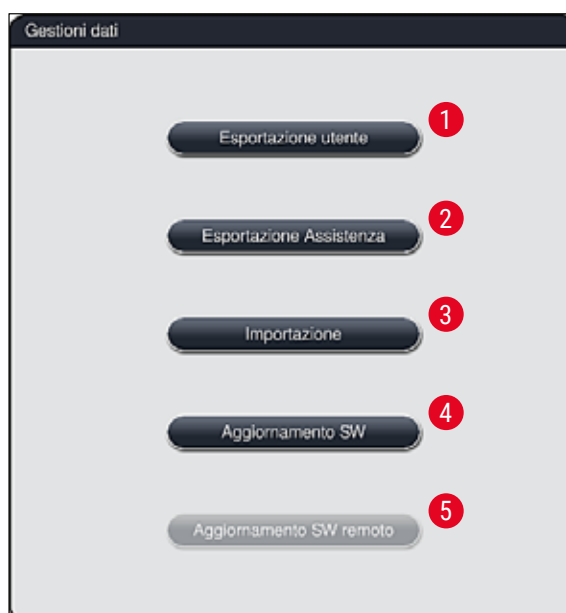 Gestioni dati
1
Esportazione utente
2
Esportazione Assistenza
3
Importazione
4
Aggiornamento SW
5
Aggiornamento SW remoto